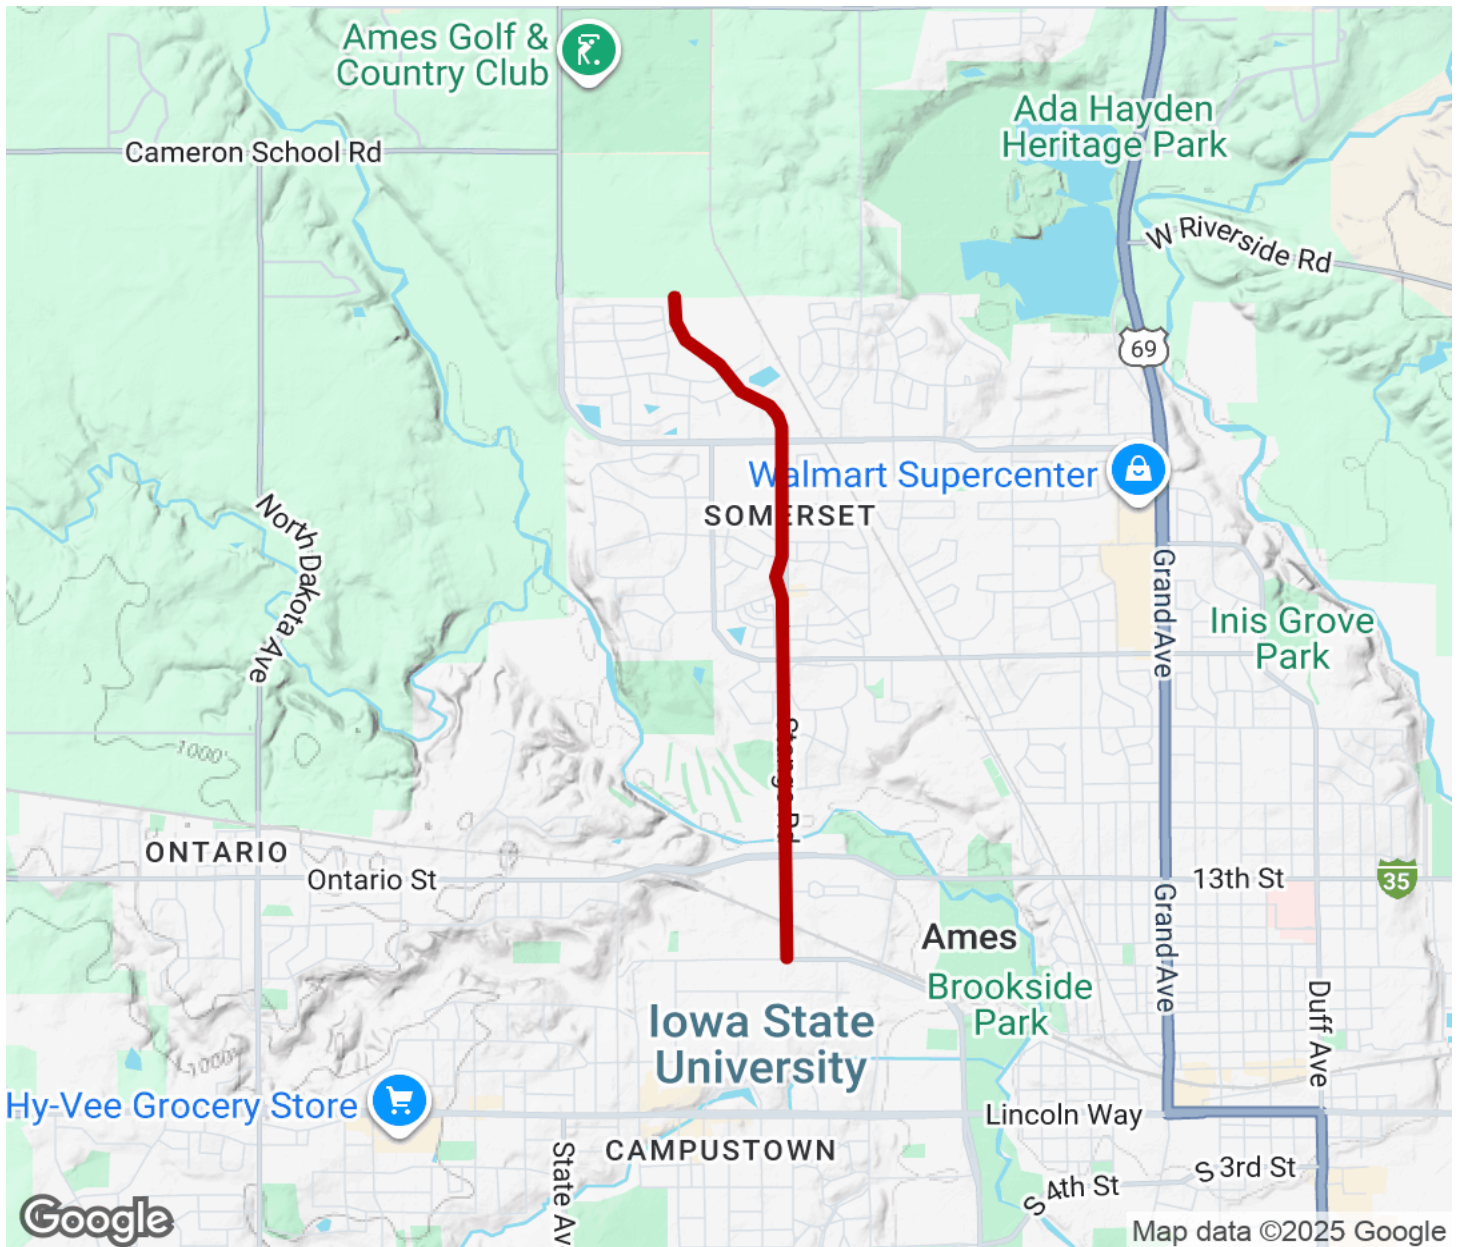 Ames Golf &
Country Club
Ada Hayden
Heritage Park
Cameron School Rd
W Riverside Rd
69
Walmart Supercenter
SOMERSET
North Dakota Ave
Grand Ave
Inis Grove
Park
Stange Rd
ONTARIO
Ontario St
13th St
35
Grand Ave
Ames
1000'
Brookside
Park
Iowa State
University
Duff Ave
1000'
Hy-Vee Grocery Store
Lincoln Way
CAMPUSTOWN
State Av
S 3rd St
S 4th St
Google
Map data ©2025 Google